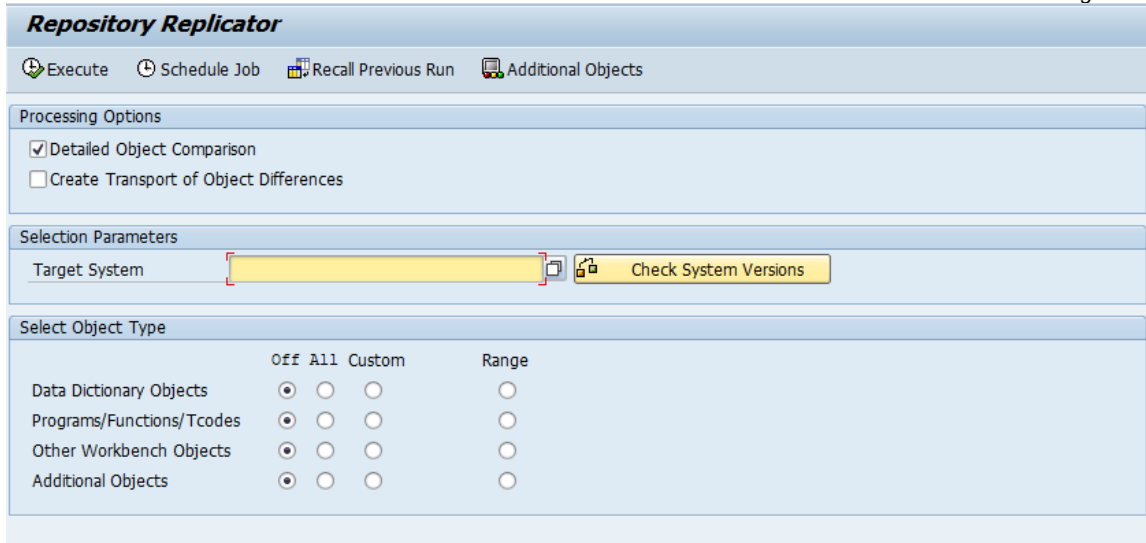 Repository Replicator
Execute Schedule Job Recall Previous Run Additional Objects
Processing Options
Detailed Object Comparison
Create Transport of Object Differences
Selection Parameters
Target System Check System Versions
Select Object Type
Off All Custom Range
Data Dictionary Objects
Programs/Functions/Tcodes
Other Workbench Objects
Additional Objects